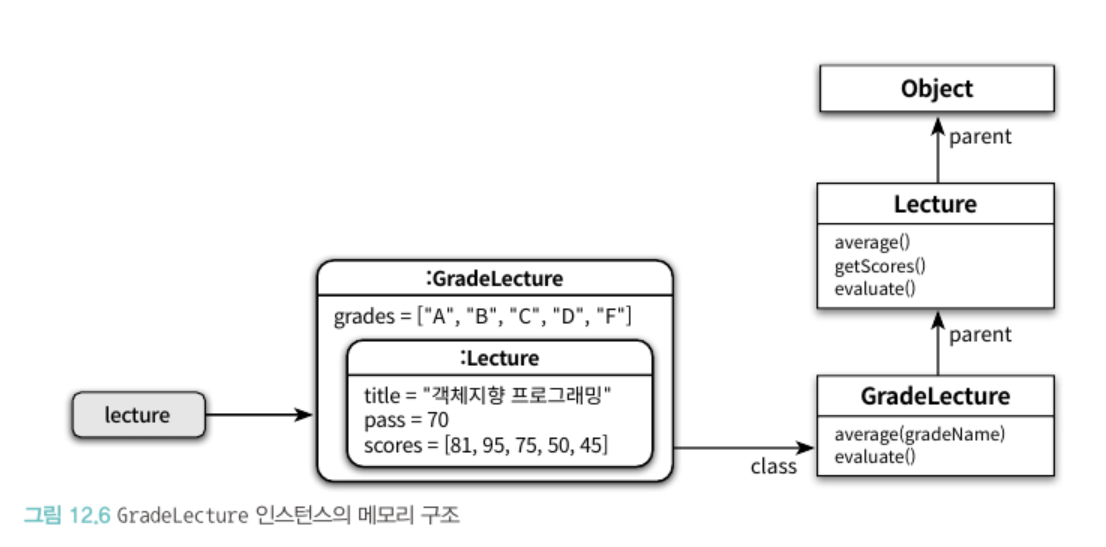 Object
parent
Lecture
average()
getScores()
evaluate()
parent
GradeLecture
average(gradeName)
evaluate()
:GradeLecture
grades = ["A", "B", "C", "D", "F"]
:Lecture
title = "객체지향 프로그래밍"
pass = 70
scores = [81, 95, 75, 50, 45]
lecture
class
그림 12.6 GradeLecture 인스턴스의 메모리 구조